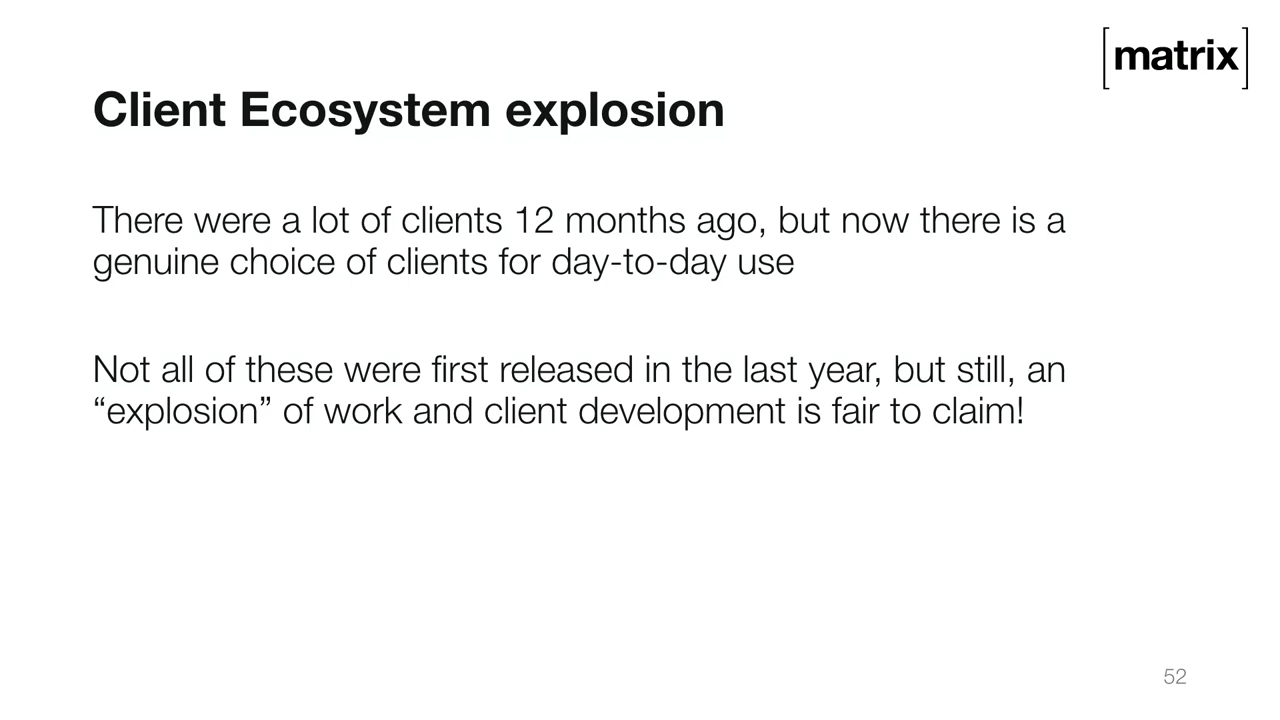 [matrix]
Client Ecosystem explosion
There were a lot of clients 12 months ago, but now there is a
genuine choice of clients for day-to-day use
Not all of these were first released in the last year, but still, an
“explosion” of work and client development is fair to claim!
52